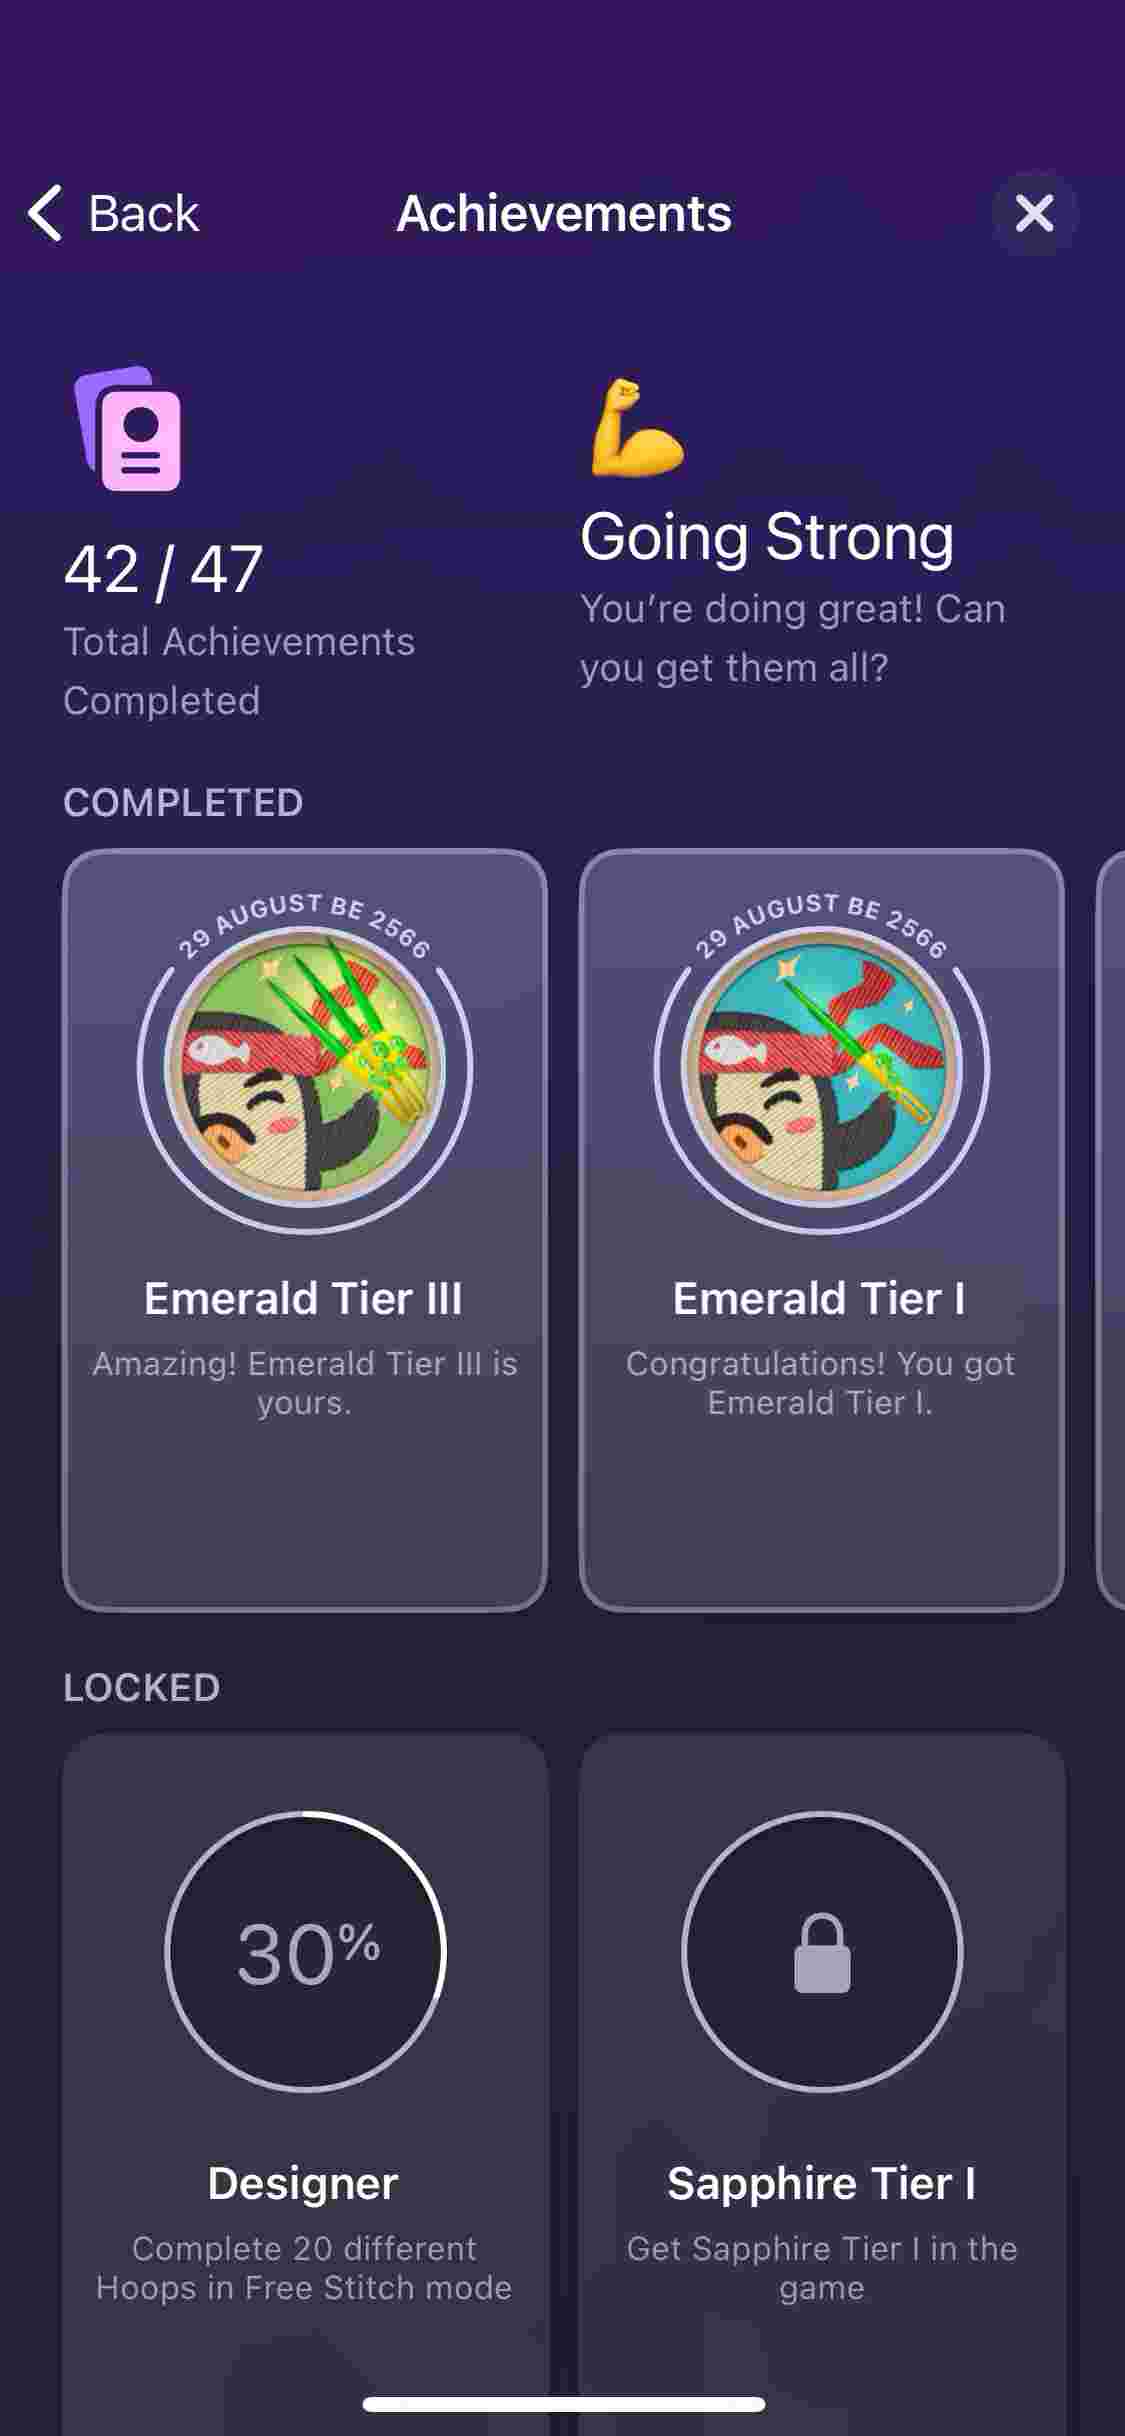 Back
Achievements
42 / 47
Total Achievements
Completed
Going Strong
You’re doing great! Can
you get them all?
COMPLETED
29 AUGUST BE 2566
Emerald Tier III
Amazing! Emerald Tier III is
yours.
29 AUGUST BE 2566
Emerald Tier I
Congratulations! You got
Emerald Tier I.
LOCKED
30%
Designer
Complete 20 different
Hoops in Free Stitch mode
Sapphire Tier I
Get Sapphire Tier I in the
game